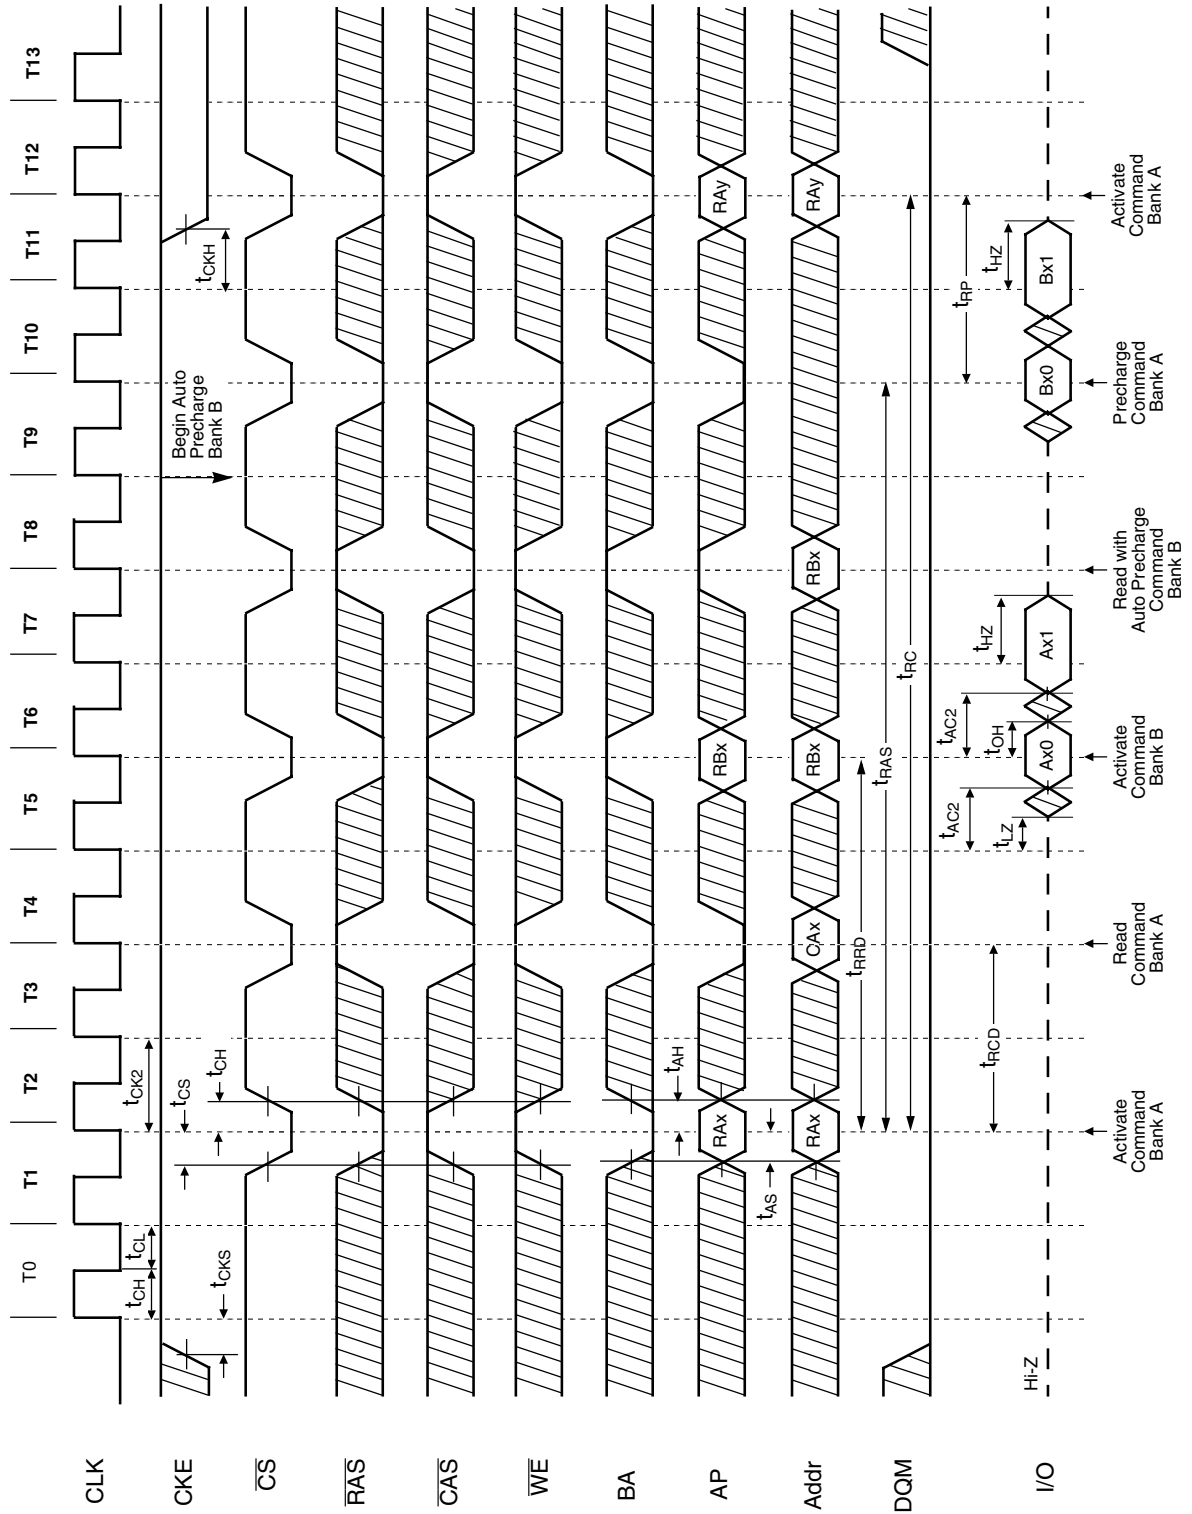 T0
T1
T2
T3
T4
T5
T6
T7
T8
T9
T10
T11
T12
T13
CLK
tCH
tCL
tCK2
CKE
tCKS
tCS
tCH
Begin Auto
Precharge
Bank B
tCKH
CS
RAS
CAS
WE
BA
tAH
AP
RAx
RBx
RAy
tAS
Addr
RAx
CAx
RBx
RBx
RAy
tRRD
tRAS
tRC
DQM
tRCD
tLZ
tAC2
tOH
tAC2
tHZ
tRP
tHZ
I/O
Hi-Z
Ax0
Ax1
Bx0
Bx1
Activate
Command
Bank A
Read
Command
Bank A
Activate
Command
Bank B
Read with
Auto Precharge
Command
Bank B
Precharge
Command
Bank A
Activate
Command
Bank A